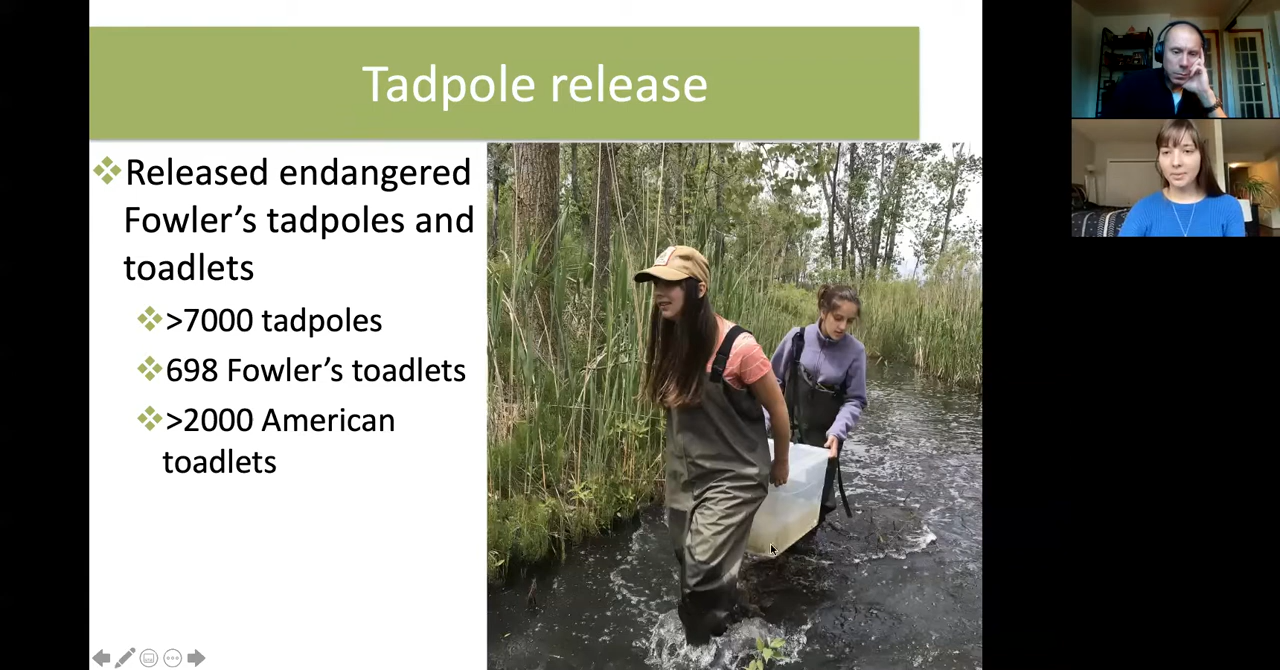 Tadpole release
Released endangered
Fowler’s tadpoles and
toadlets
>7000 tadpoles
698 Fowler’s toadlets
>2000 American
toadlets